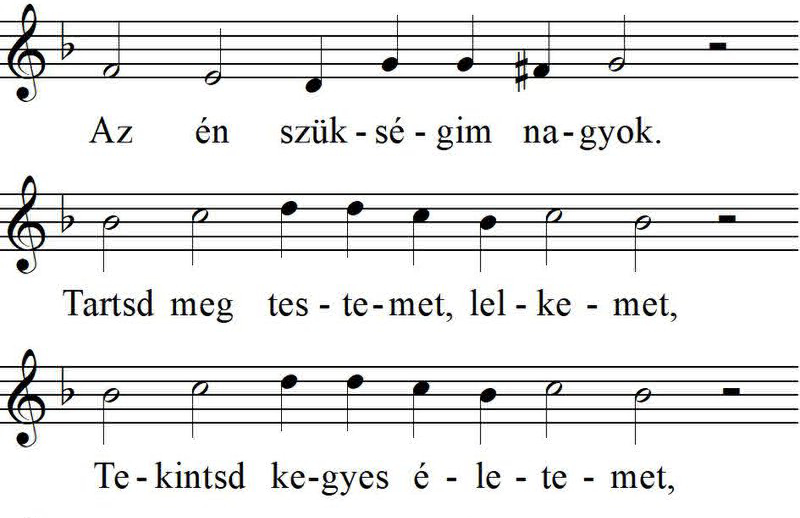 Az én szük - sé - gim na - gyok.
Tartsd meg tes - te - met, lel - ke - met,
Te - kintsd ke - gyes é - le - te - met,